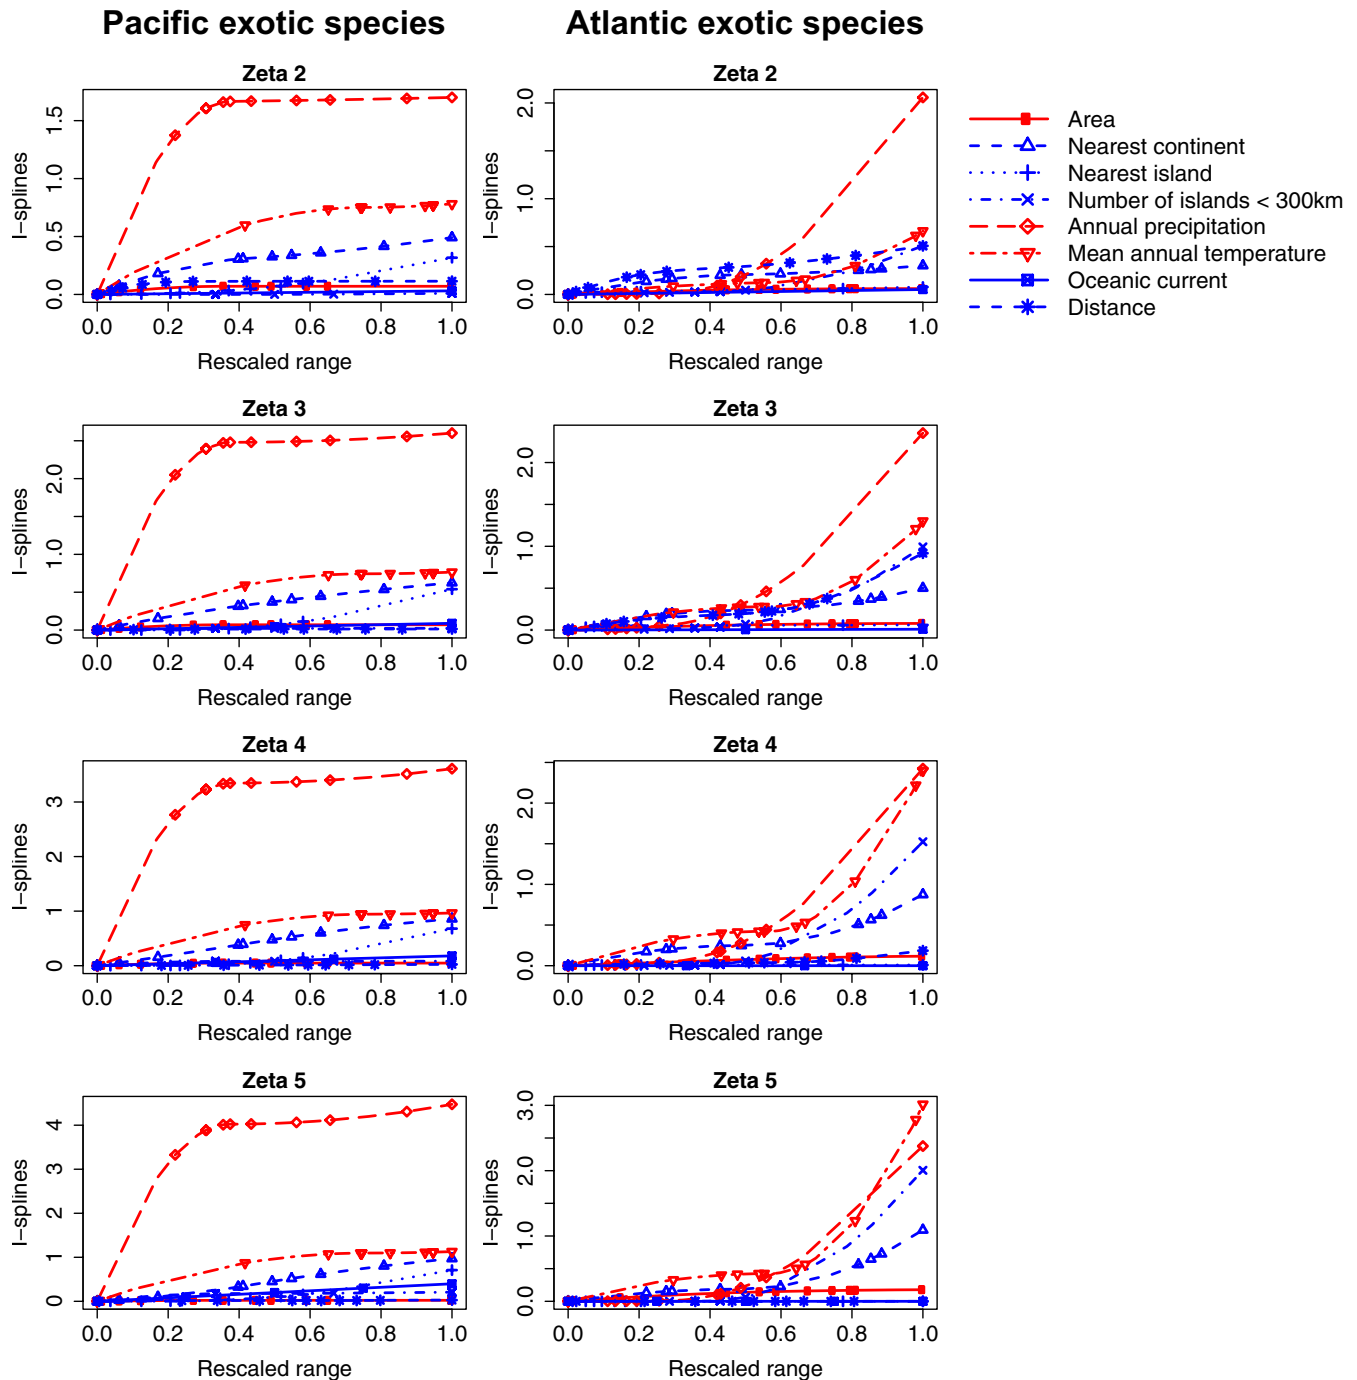 Pacific exotic species
Atlantic exotic species
Zeta 2
I−splines
0.0 0.5 1.0 1.5
0.0 0.2 0.4 0.6 0.8 1.0
Rescaled range
Zeta 2
I−splines
0.0 1.0 2.0
0.0 0.2 0.4 0.6 0.8 1.0
Rescaled range
Area
Nearest continent
Nearest island
Number of islands < 300km
Annual precipitation
Mean annual temperature
Oceanic current
Distance
Zeta 3
I−splines
0.0 1.0 2.0
0.0 0.2 0.4 0.6 0.8 1.0
Rescaled range
Zeta 3
I−splines
0.0 1.0 2.0
0.0 0.2 0.4 0.6 0.8 1.0
Rescaled range
Zeta 4
I−splines
0 1 2 3
0.0 0.2 0.4 0.6 0.8 1.0
Rescaled range
Zeta 4
I−splines
0.0 1.0 2.0
0.0 0.2 0.4 0.6 0.8 1.0
Rescaled range
Zeta 5
I−splines
0 1 2 3 4
0.0 0.2 0.4 0.6 0.8 1.0
Rescaled range
Zeta 5
I−splines
0.0 1.0 2.0 3.0
0.0 0.2 0.4 0.6 0.8 1.0
Rescaled range